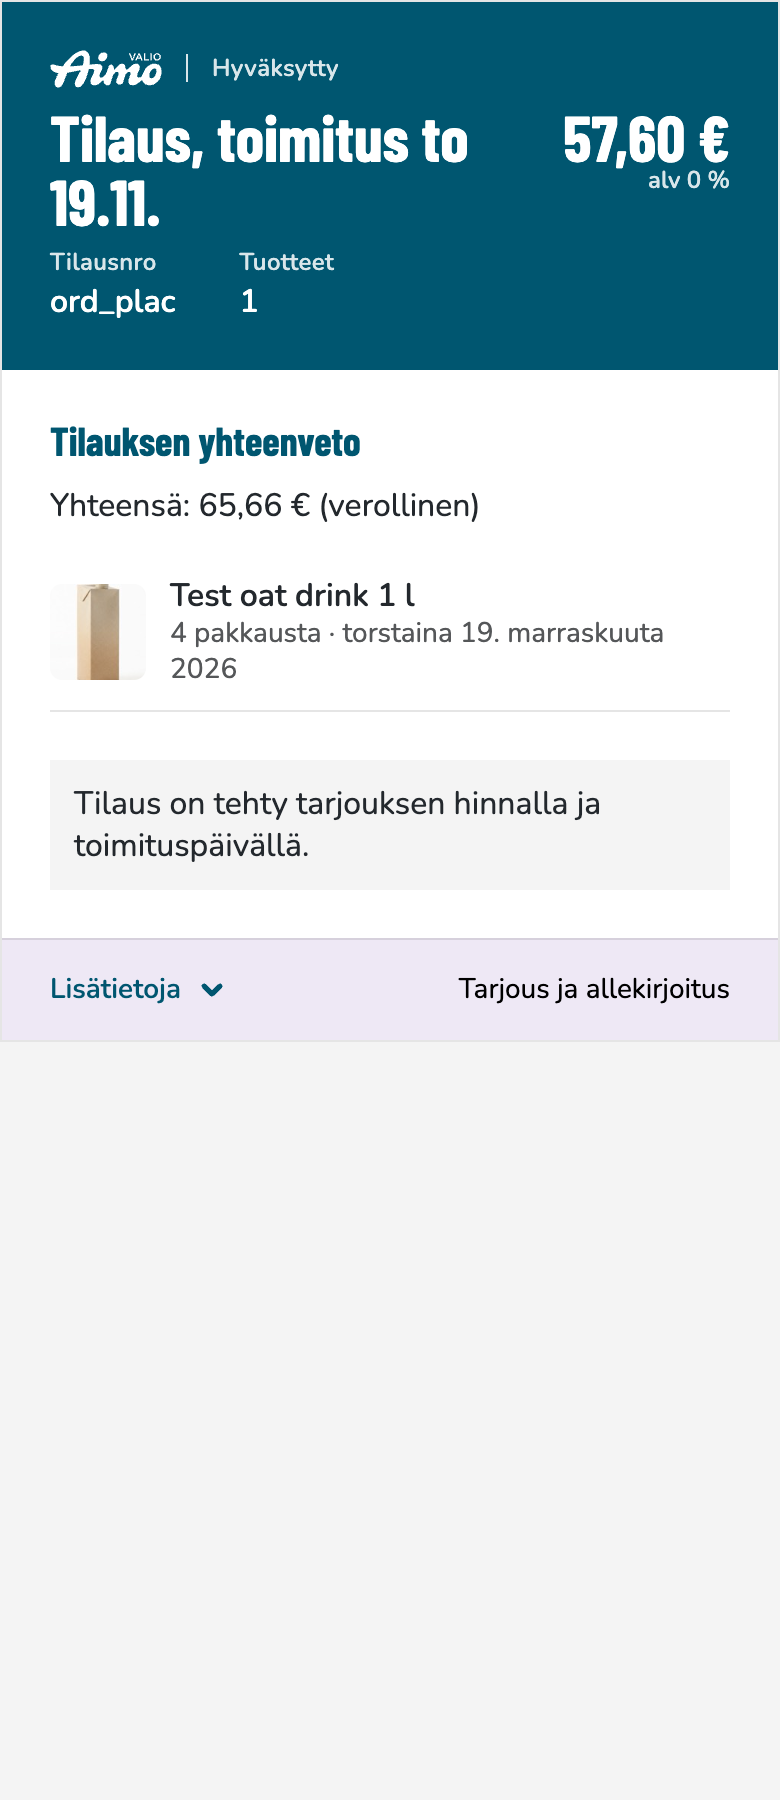 VALIO
Aimo
Hyväksytty
Tilaus, toimitus to
19.11.
57,60 €
alv 0 %
Tilausnro
Tuotteet
ord_plac
1
Tilauksen yhteenveto
Yhteensä: 65,66 € (verollinen)
Test oat drink 1 l
4 pakkausta · torstaina 19. marraskuuta
2026
Tilaus on tehty tarjouksen hinnalla ja
toimituspäivällä.
Lisätietoja
Tarjous ja allekirjoitus